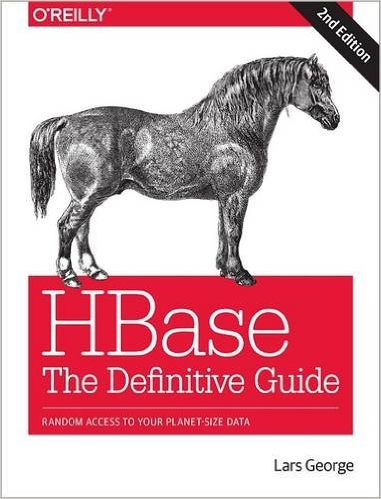 O'REILLY®
2nd Edition
HBase
The Definitive Guide
RANDOM ACCESS TO YOUR PLANET-SIZE DATA
Lars George